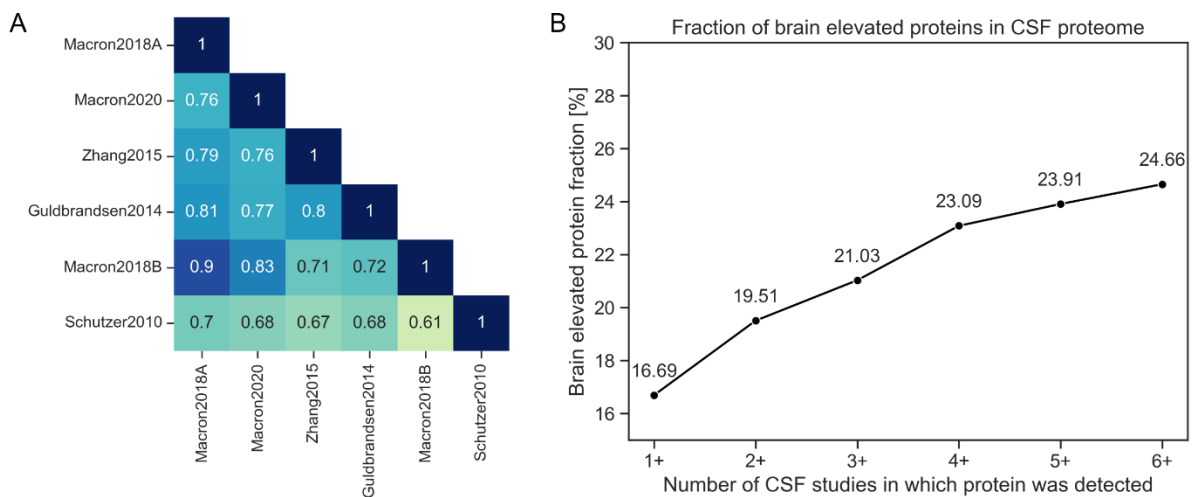 A
Macron2018A
1
Macron2020
0.76
1
Zhang2015
0.79
0.76
1
Guldbrandsen2014
0.81
0.77
0.8
1
Macron2018B
0.9
0.83
0.71
0.72
1
Schutzer2010
0.7
0.68
0.67
0.68
0.61
1
Macron2018A
Macron2020
Zhang2015
Guldbrandsen2014
Macron2018B
Schutzer2010
B
Fraction of brain elevated proteins in CSF proteome
Brain elevated protein fraction [%]
30
28
26
24
22
20
18
16
16.69
19.51
21.03
23.09
23.91
24.66
1+
2+
3+
4+
5+
6+
Number of CSF studies in which protein was detected